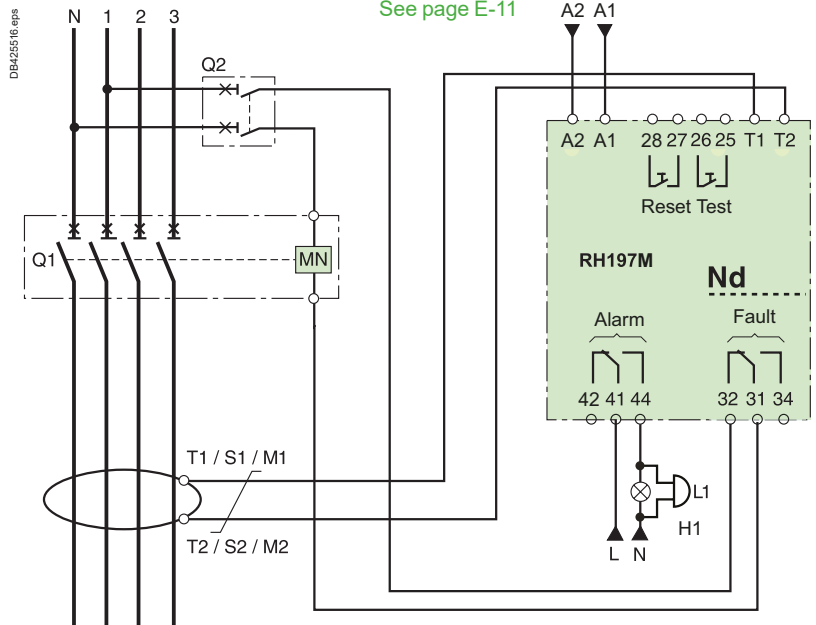 DB425516.eps
See page E-11
N 1 2 3
A2 A1
Q2
A2 A1 28 27 26 25 T1 T2
Reset Test
Q1
MN
RH197M
Nd
Alarm
Fault
42 41 44
32 31 34
T1 / S1 / M1
T2 / S2 / M2
L1
H1
L N